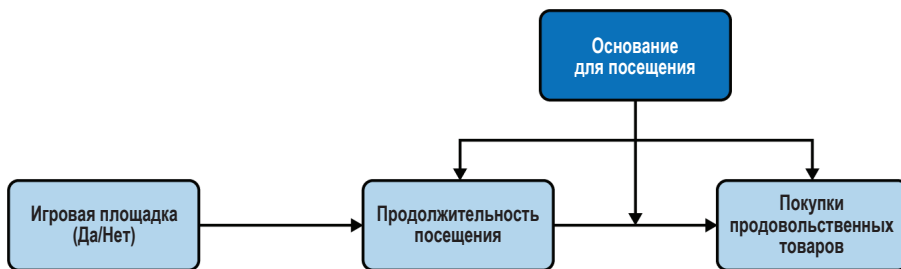 Основание
для посещения
Игровая площадка
(Да/Нет)
Продолжительность
посещения
Покупки
продовольственных
товаров